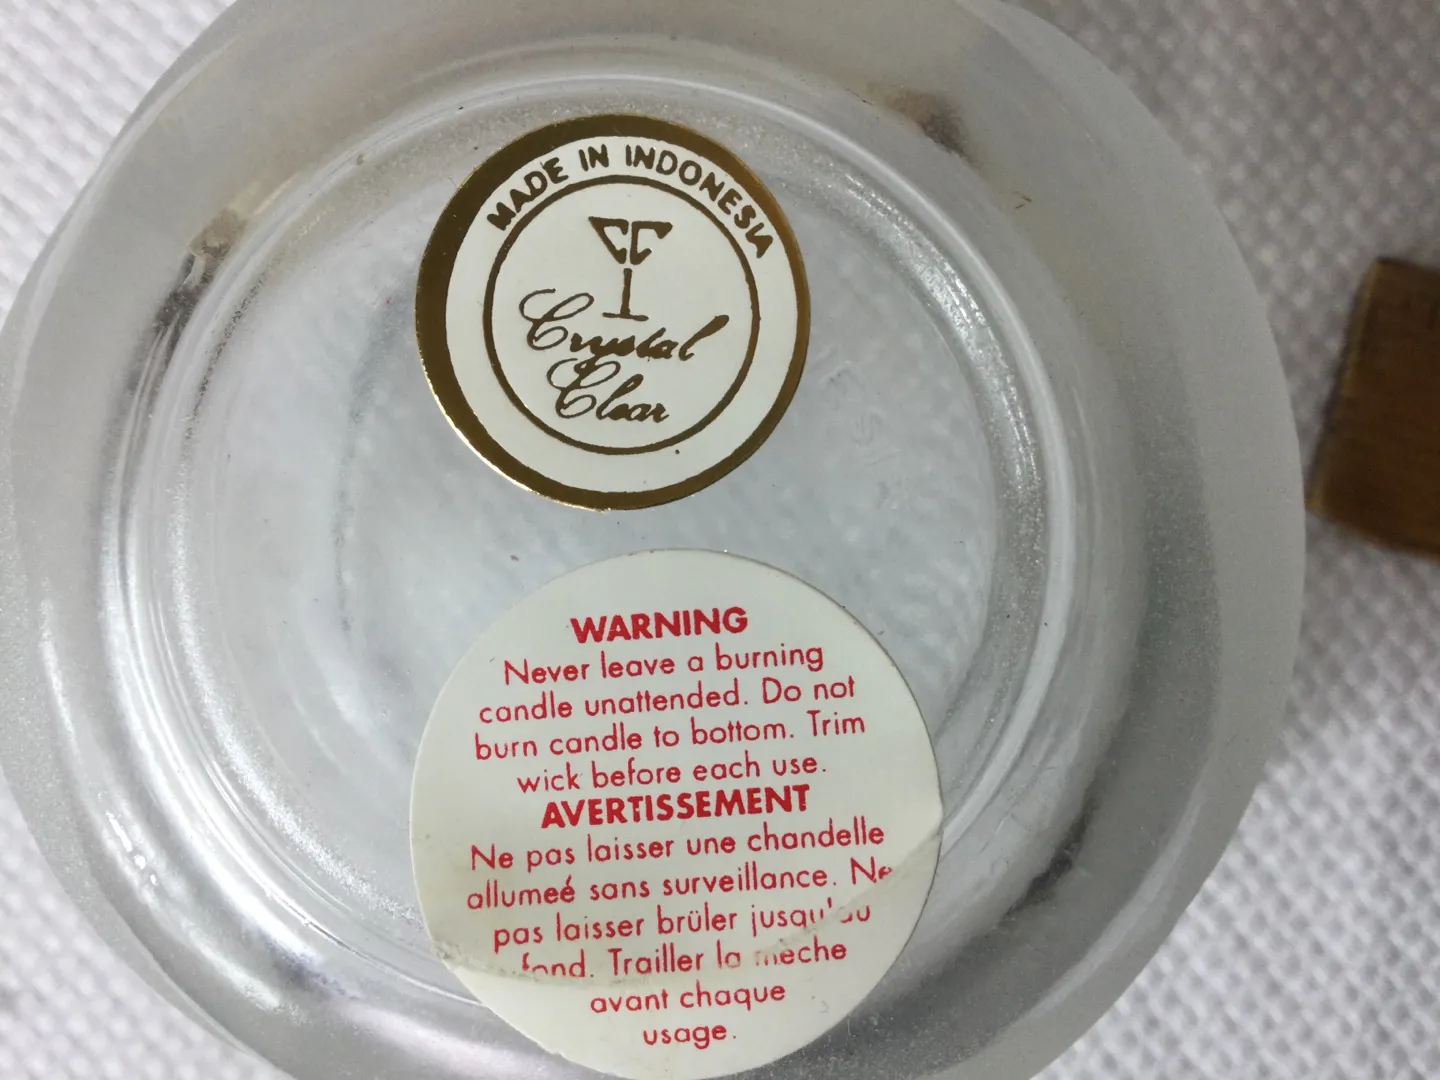 MADE IN INDONESIA
CC
Crystal
Clear
WARNING
Never leave a burning
candle unattended. Do not
burn candle to bottom. Trim
wick before each use.
AVERTISSEMENT
Ne pas laisser une chandelle
allumeé sans surveillance. Ne
pas laisser brüler jusqu'au
fond. Trailler la meche
avant chaque
usage.